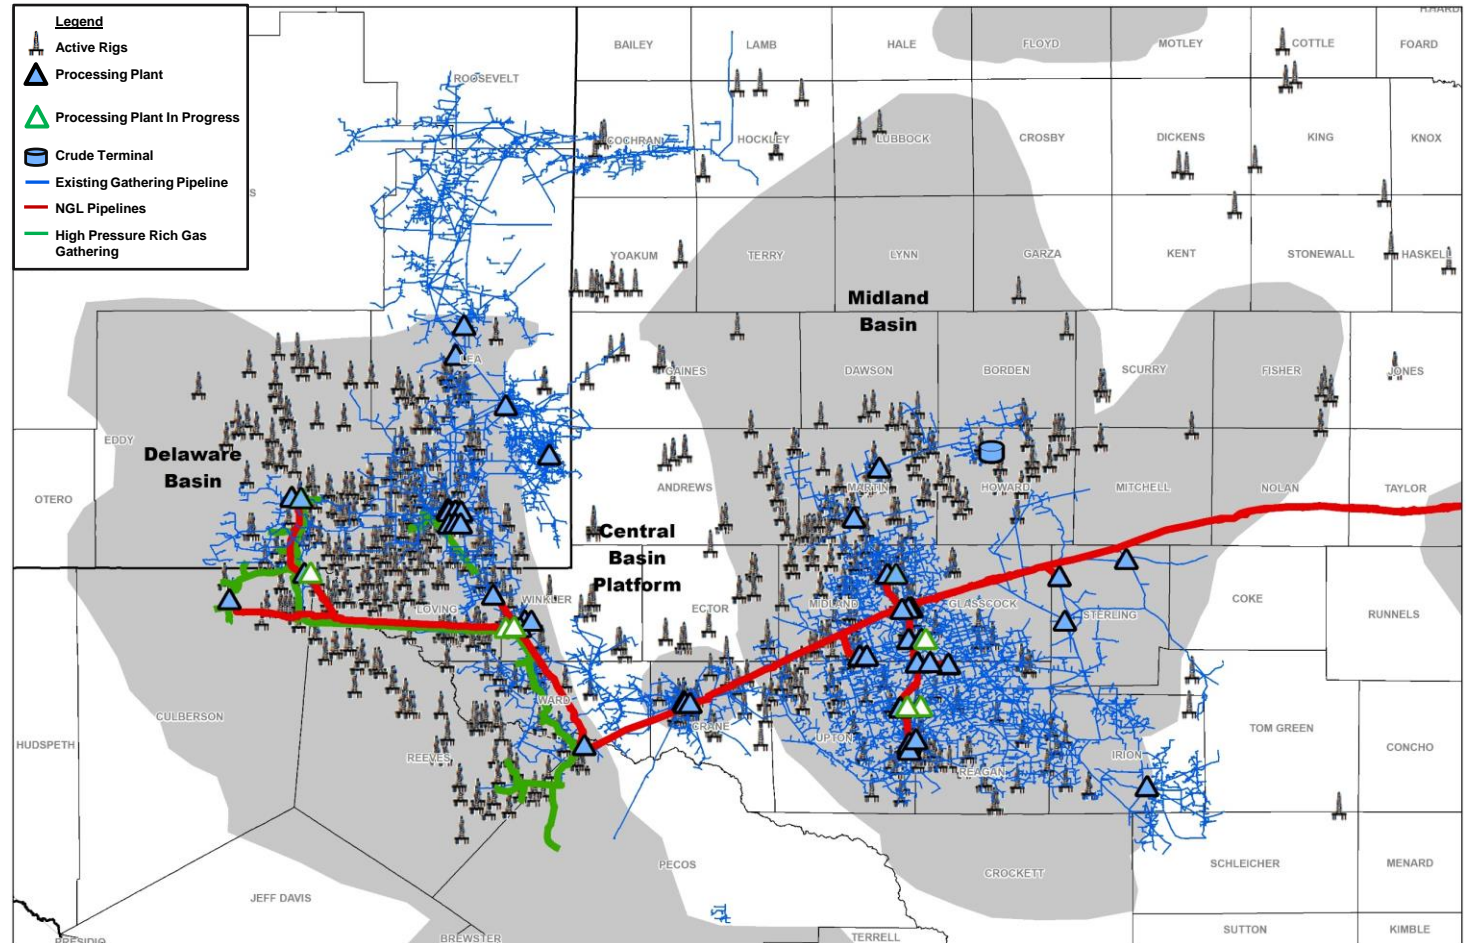 Legend
Active Rigs
Processing Plant
Processing Plant In Progress
Crude Terminal
Existing Gathering Pipeline
NGL Pipelines
High Pressure Rich Gas
Gathering
S
H.HARD
BAILEY
LAMB
HALE
FLOYD
MOTLEY
COTTLE
FOARD
ROOSEVELT
COCHRAN
HOCKLEY
LUBBOCK
CROSBY
DICKENS
KING
KNOX
YOAKUM
TERRY
LYNN
GARZA
KENT
STONEWALL
HASKELL
Midland
Basin
LEA
GAINES
DAWSON
BORDEN
SCURRY
FISHER
JONES
EDDY
Delaware
Basin
OTERO
ANDREWS
MARTIN
HOWARD
MITCHELL
NOLAN
TAYLOR
Central
Basin
Platform
LOVING
WINKLER
ECTOR
MIDLAND
GLASSCOCK
STERLING
COKE
RUNNELS
CULBERSON
HUDSPETH
REEVES
WARD
CRANE
UPTON
REAGAN
IRION
TOM GREEN
CONCHO
PECOS
CROCKETT
SCHLEICHER
MENARD
JEFF DAVIS
PRESIDIO
BREWSTER
TERRELL
SUTTON
KIMBLE